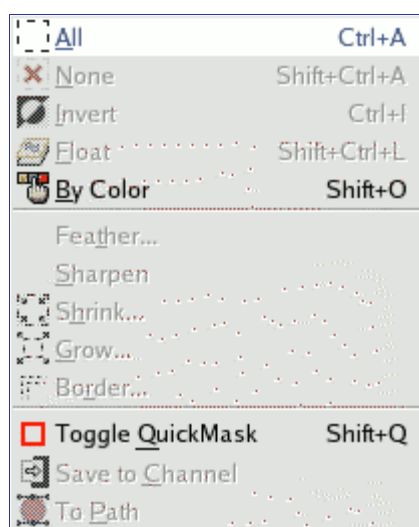 All Ctrl+A
None Shift+Ctrl+A
Invert Ctrl+I
Float Shift+Ctrl+L
By Color Shift+O
Feather...
Sharpen
Shrink...
Grow...
Border...
Toggle QuickMask Shift+Q
Save to Channel
To Path